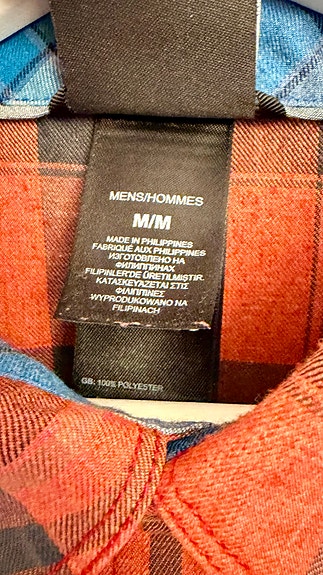 MENS/HOMMES
M/M
MADE IN PHILIPPINES
FABRIQUÉ AUX PHILIPPINES
ИЗГОТОВЛЕНО НА
ФИЛИППИНАХ
FILIPINLER'DE ÜRETILMIŞTIR.
ΚΑΤΑΣΚΕΥΑΖΕΤΑΙ ΣΤΙΣ
ΦΙΛΙΠΠΙΝΕΣ
WYPRODUKOWANO NA
FILIPINACH
GB: 100% POLYESTER